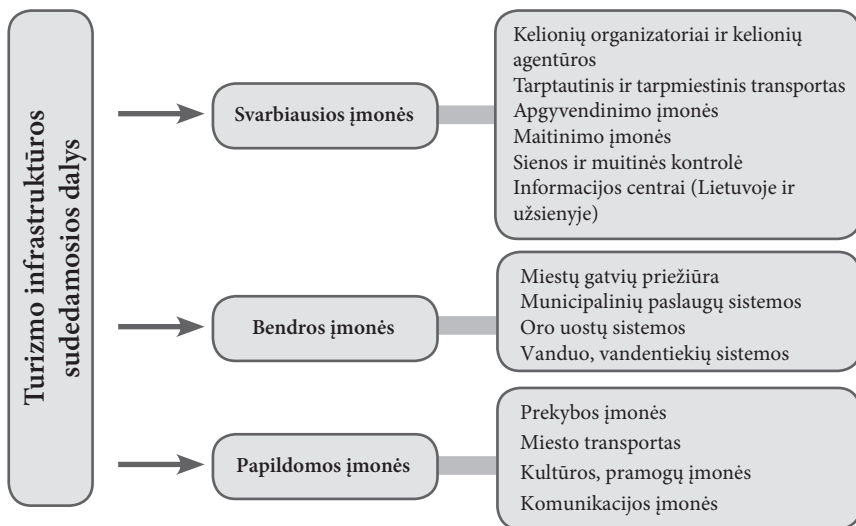 Turizmo infrastruktūros
sudedamosios dalys
Svarbiausios įmonės
Kelionių organizatoriai ir kelionių
agentūros
Tarptautinis ir tarpmiestinis transportas
Apgyvendinimo įmonės
Maitinimo įmonės
Sienos ir muitinės kontrolė
Informacijos centrai (Lietuvoje ir
užsienyje)
Bendros įmonės
Miestų gatvių priežiūra
Municipalinių paslaugų sistemos
Oro uostų sistemos
Vanduo, vandentiekių sistemos
Papildomos įmonės
Prekybos įmonės
Miesto transportas
Kultūros, pramogų įmonės
Komunikacijos įmonės